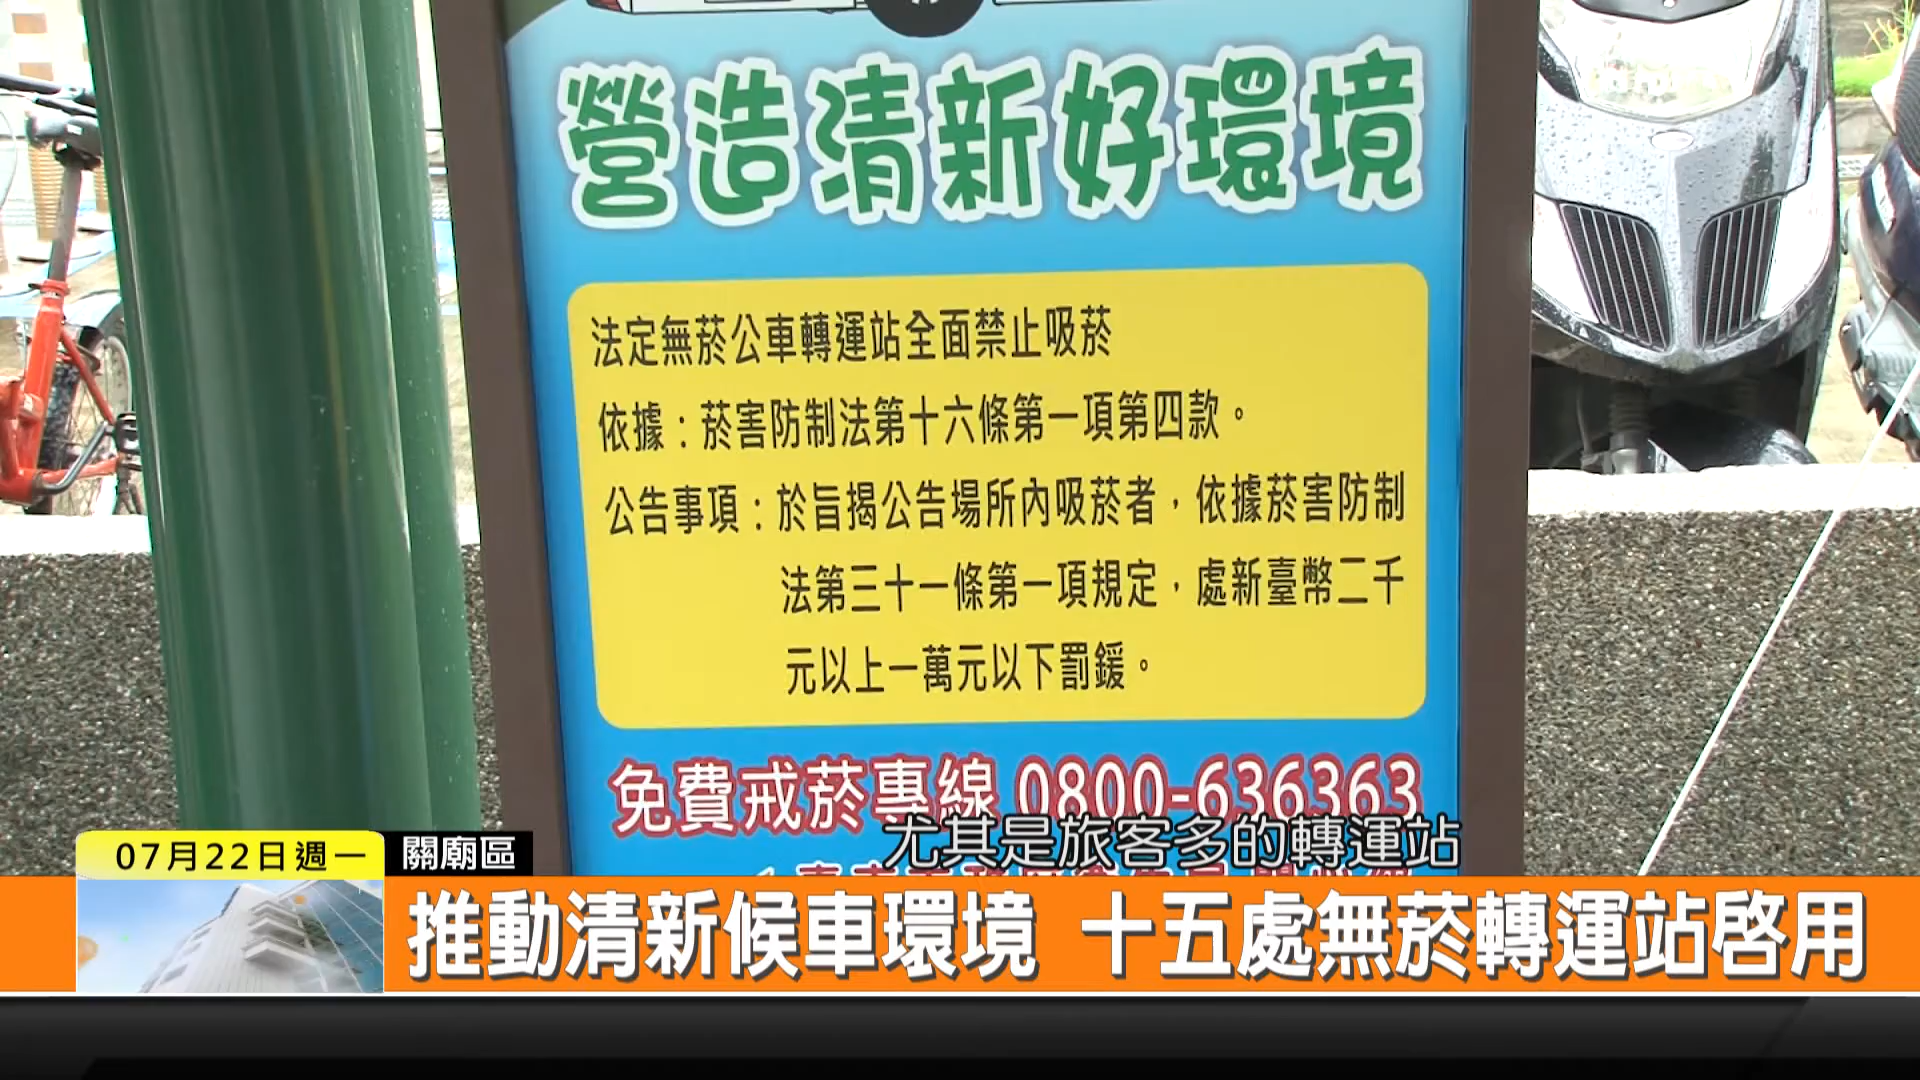 營造清新好環境
法定無菸公車轉運站全面禁止吸菸
依據：菸害防制法第十六條第一項第四款。
公告事項：於旨揭公告場所內吸菸者，依據菸害防制
法第三十一條第一項規定，處新臺幣二千
元以上一萬元以下罰鍰。
免費戒菸專線 0800-636363
尤其是旅客多的轉運站
07月22日週一
關廟區
推動清新候車環境 十五處無菸轉運站啓用